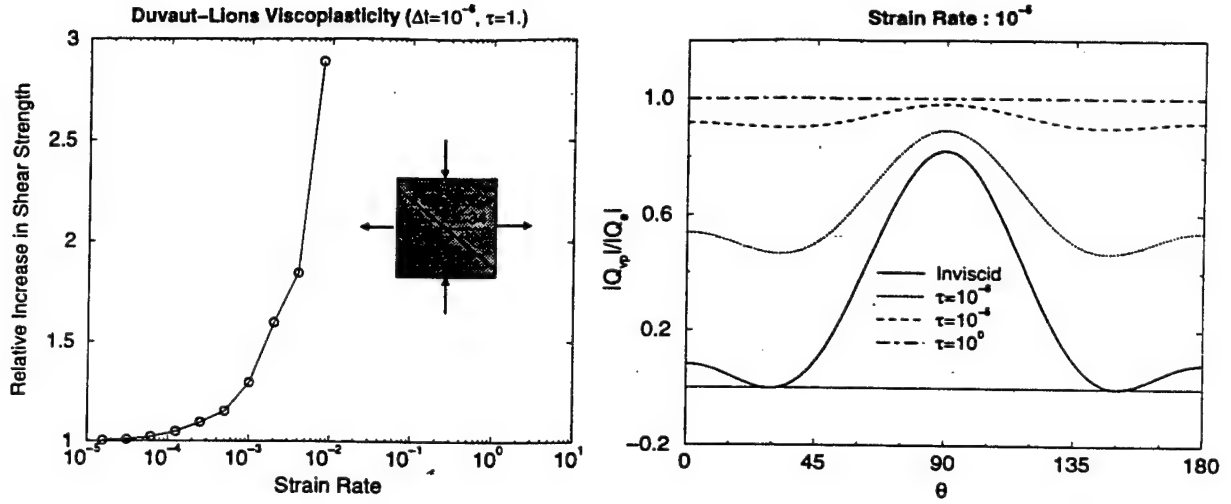 Duvaut–Lions Viscoplasticity (Δt=10⁻⁶, τ=1.)
3
2.5
2
1.5
1
Relative Increase in Shear Strength
10⁻⁵ 10⁻⁴ 10⁻³ 10⁻² 10⁻¹ 10⁰ 10¹
Strain Rate
Strain Rate : 10⁻⁵
1.0
0.6
0.2
−0.2
|Q_vp|/|Q_e|
Inviscid
τ=10⁻⁶
τ=10⁻⁵
τ=10⁰
0 45 90 135 180
θ